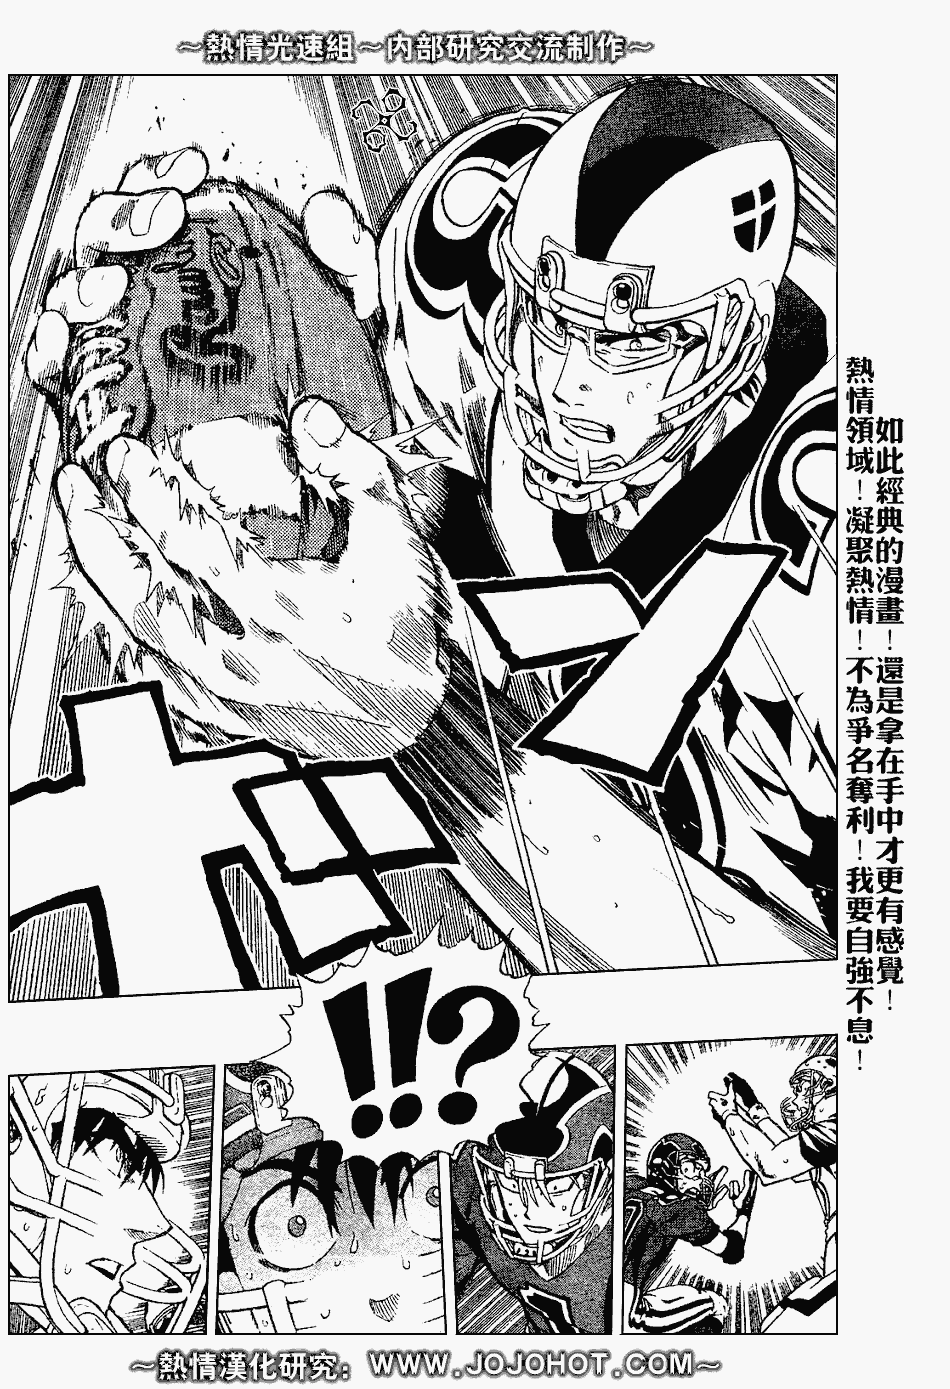 ～熱情光速組～内部研究交流制作～
如此經典的漫畫！還是拿在手中才更有感覺！
熱情領域！凝聚熱情！不為爭名奪利！我要自強不息！
ガッ
!!?
～熱情漢化研究：WWW.JOJOHOT.COM～